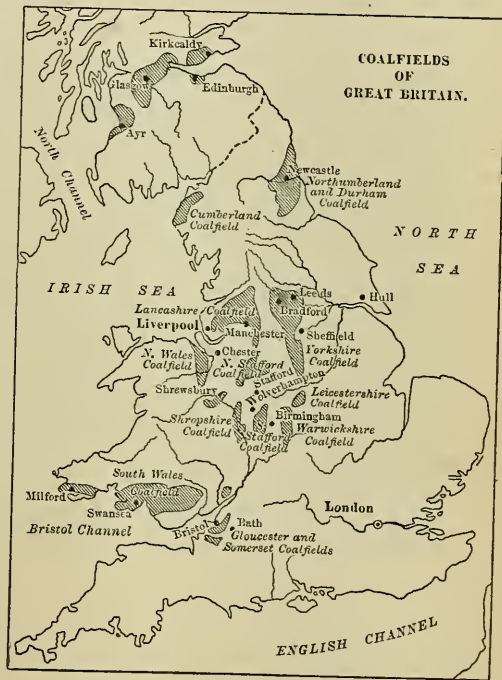 COALFIELDS
OF
GREAT BRITAIN.
Kirkcaldy
Glasgow
Edinburgh
Ayr
North Channel
Newcastle
Northumberland
and Durham
Coalfield
Cumberland
Coalfield
NORTH
SEA
IRISH SEA
Leeds
Hull
Bradford
Lancashire Coalfield
Liverpool
Manchester
Sheffield
Yorkshire
Coalfield
N. Wales
Coalfield
Chester
N. Stafford
Coalfield
Stafford
Wolverhampton
Shrewsbury
Leicestershire
Coalfield
Shropshire
Coalfield
Birmingham
Stafford
Coalfield
Warwickshire
Coalfield
South Wales
Coalfield
Milford
Swansea
Bristol Channel
Bristol
Bath
Gloucester and
Somerset Coalfields
London
ENGLISH CHANNEL